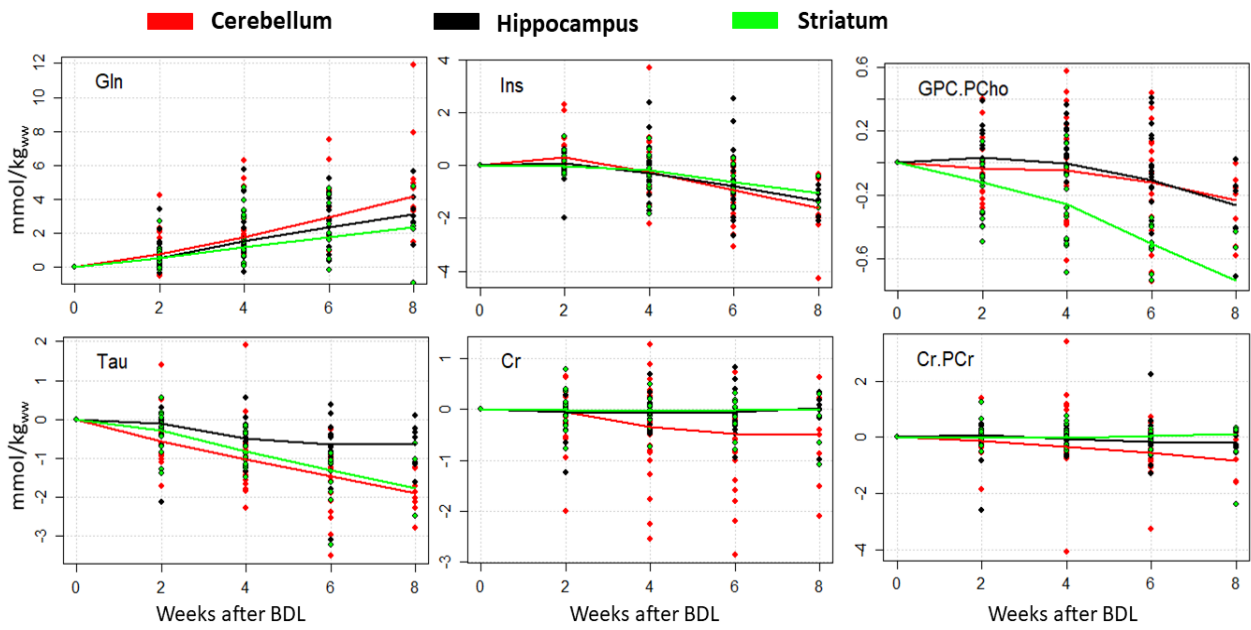 Cerebellum Hippocampus Striatum
Gln
mmol/kgww
12
10
8
6
4
2
0
0 2 4 6 8
Ins
4
2
0
-2
-4
0 2 4 6 8
GPC.PCho
0.6
0.2
-0.2
-0.6
0 2 4 6 8
Tau
mmol/kgww
2
1
0
-1
-2
-3
0 2 4 6 8
Weeks after BDL
Cr
1
0
-1
-2
-3
0 2 4 6 8
Weeks after BDL
Cr.PCr
2
0
-2
-4
0 2 4 6 8
Weeks after BDL